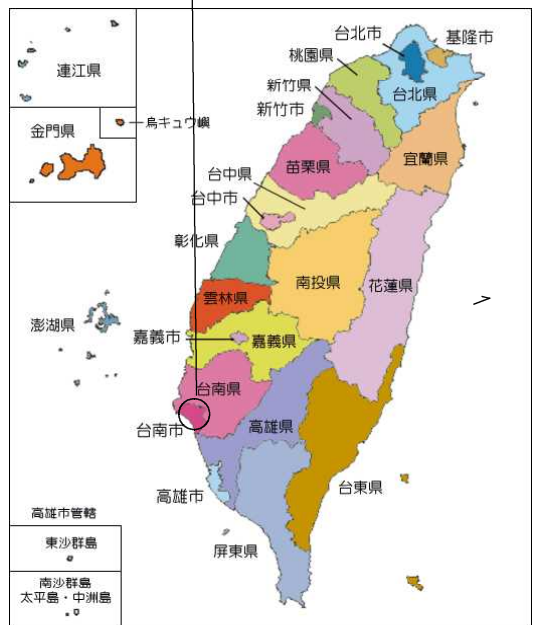 連江県
金門県
烏キュウ嶼
台北市
基隆市
桃園県
台北県
新竹県
新竹市
宜蘭県
苗栗県
台中県
台中市
彰化県
南投県
花蓮県
雲林県
澎湖県
嘉義市
嘉義県
台南県
台南市
高雄県
高雄市
台東県
屏東県
高雄市管轄
東沙群島
南沙群島
太平島・中洲島